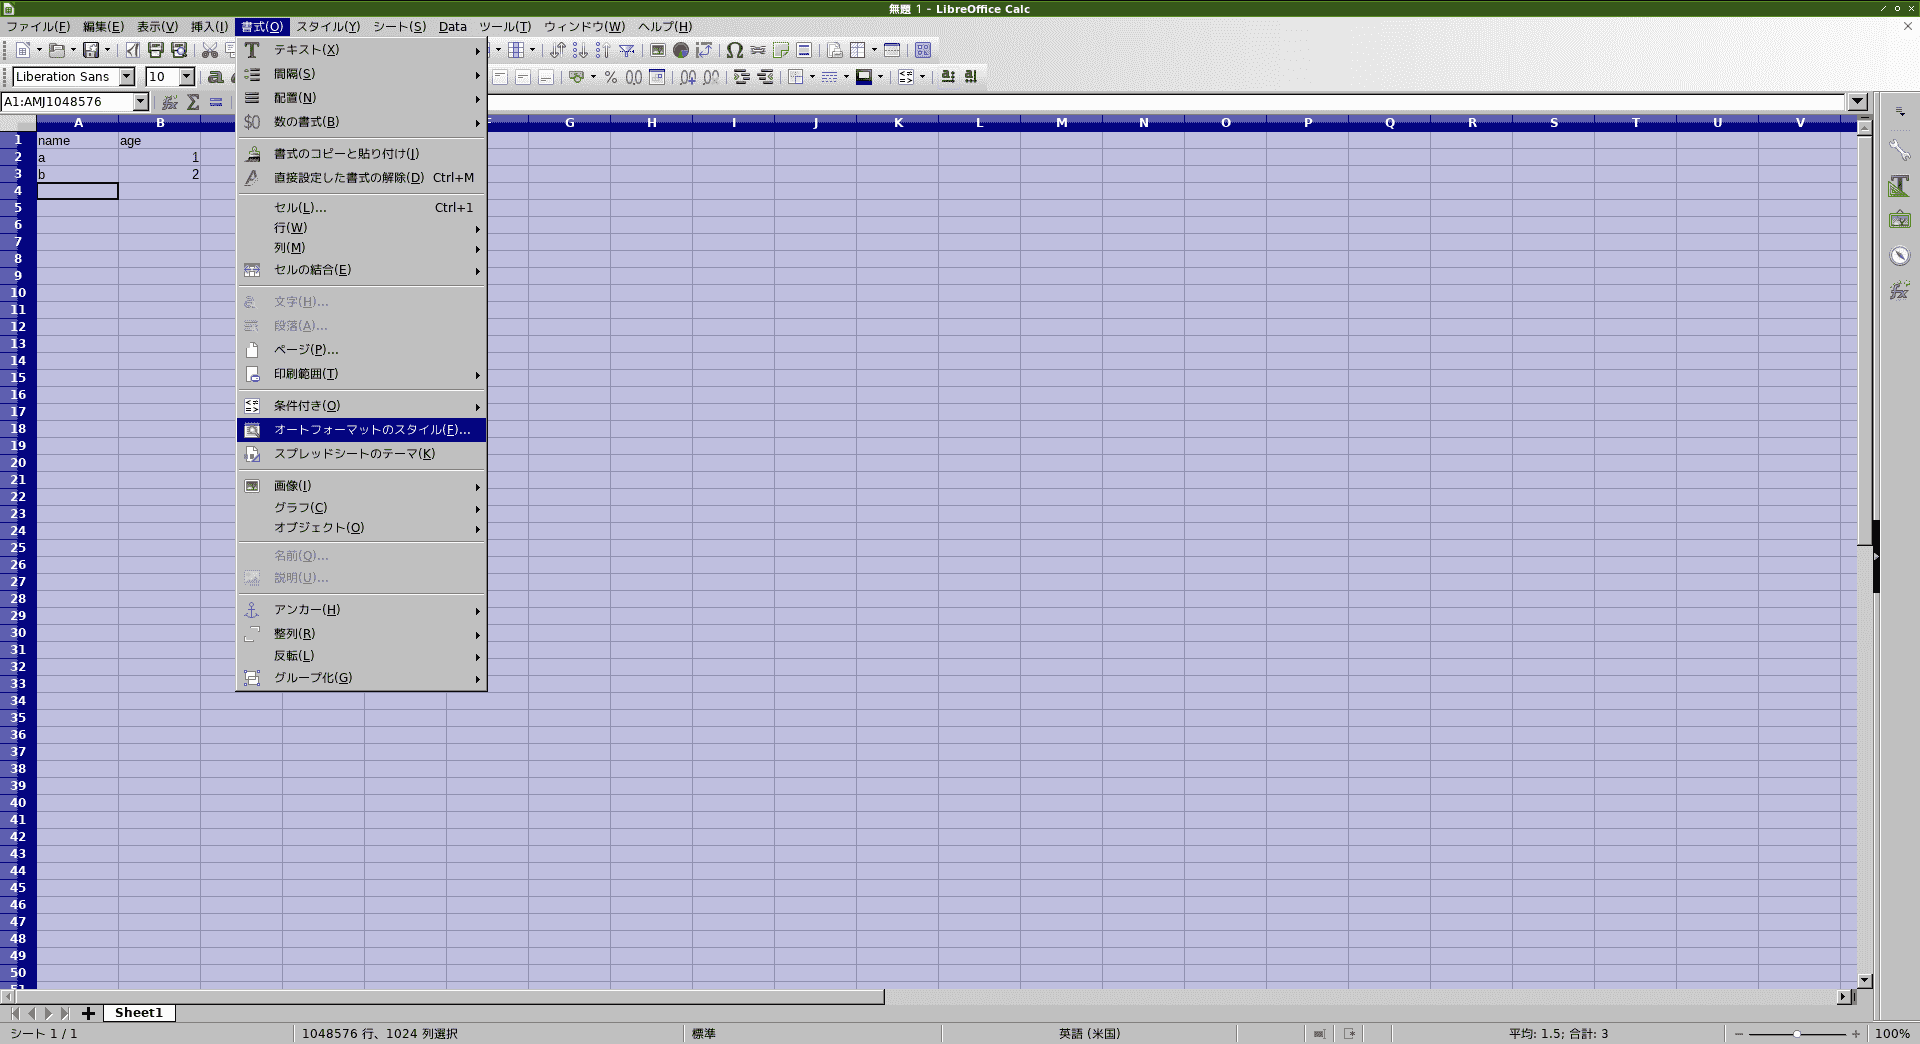 無題 1 - LibreOffice Calc
ファイル(F) 編集(E) 表示(V) 挿入(I) 書式(O) スタイル(Y) シート(S) Data ツール(T) ウィンドウ(W) ヘルプ(H)
テキスト(X)
間隔(S)
Liberation Sans 10
配置(N)
A1:AMJ1048576
数の書式(B)
A B G H I J K L M N O P Q R S T U V
1 name age
2 a 1
3 b 2
書式のコピーと貼り付け(I)
直接設定した書式の解除(D) Ctrl+M
セル(L)... Ctrl+1
行(W)
列(M)
セルの結合(E)
文字(H)...
段落(A)...
ページ(P)...
印刷範囲(T)
条件付き(O)
オートフォーマットのスタイル(F)...
スプレッドシートのテーマ(K)
画像(I)
グラフ(C)
オブジェクト(O)
名前(Q)...
説明(U)...
アンカー(H)
整列(R)
反転(L)
グループ化(G)
4
5
6
7
8
9
10
11
12
13
14
15
16
17
18
19
20
21
22
23
24
25
26
27
28
29
30
31
32
33
34
35
36
37
38
39
40
41
42
43
44
45
46
47
48
49
50
51
Sheet1
シート 1 / 1 1048576 行、1024 列選択 標準 英語 (米国) 平均: 1.5; 合計: 3 100%